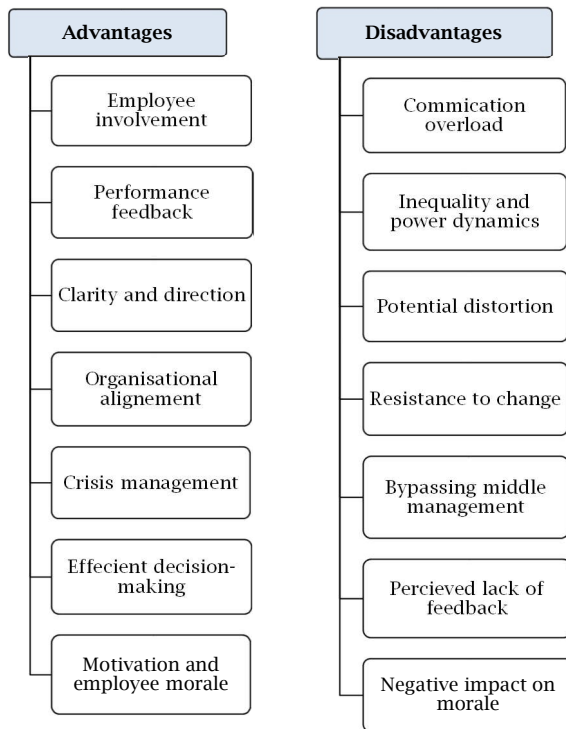 Advantages
Employee
involvement
Performance
feedback
Clarity and direction
Organisational
alignement
Crisis management
Effecient decision-
making
Motivation and
employee morale
Disadvantages
Commication
overload
Inequality and
power dynamics
Potential distortion
Resistance to change
Bypassing middle
management
Percieved lack of
feedback
Negative impact on
morale